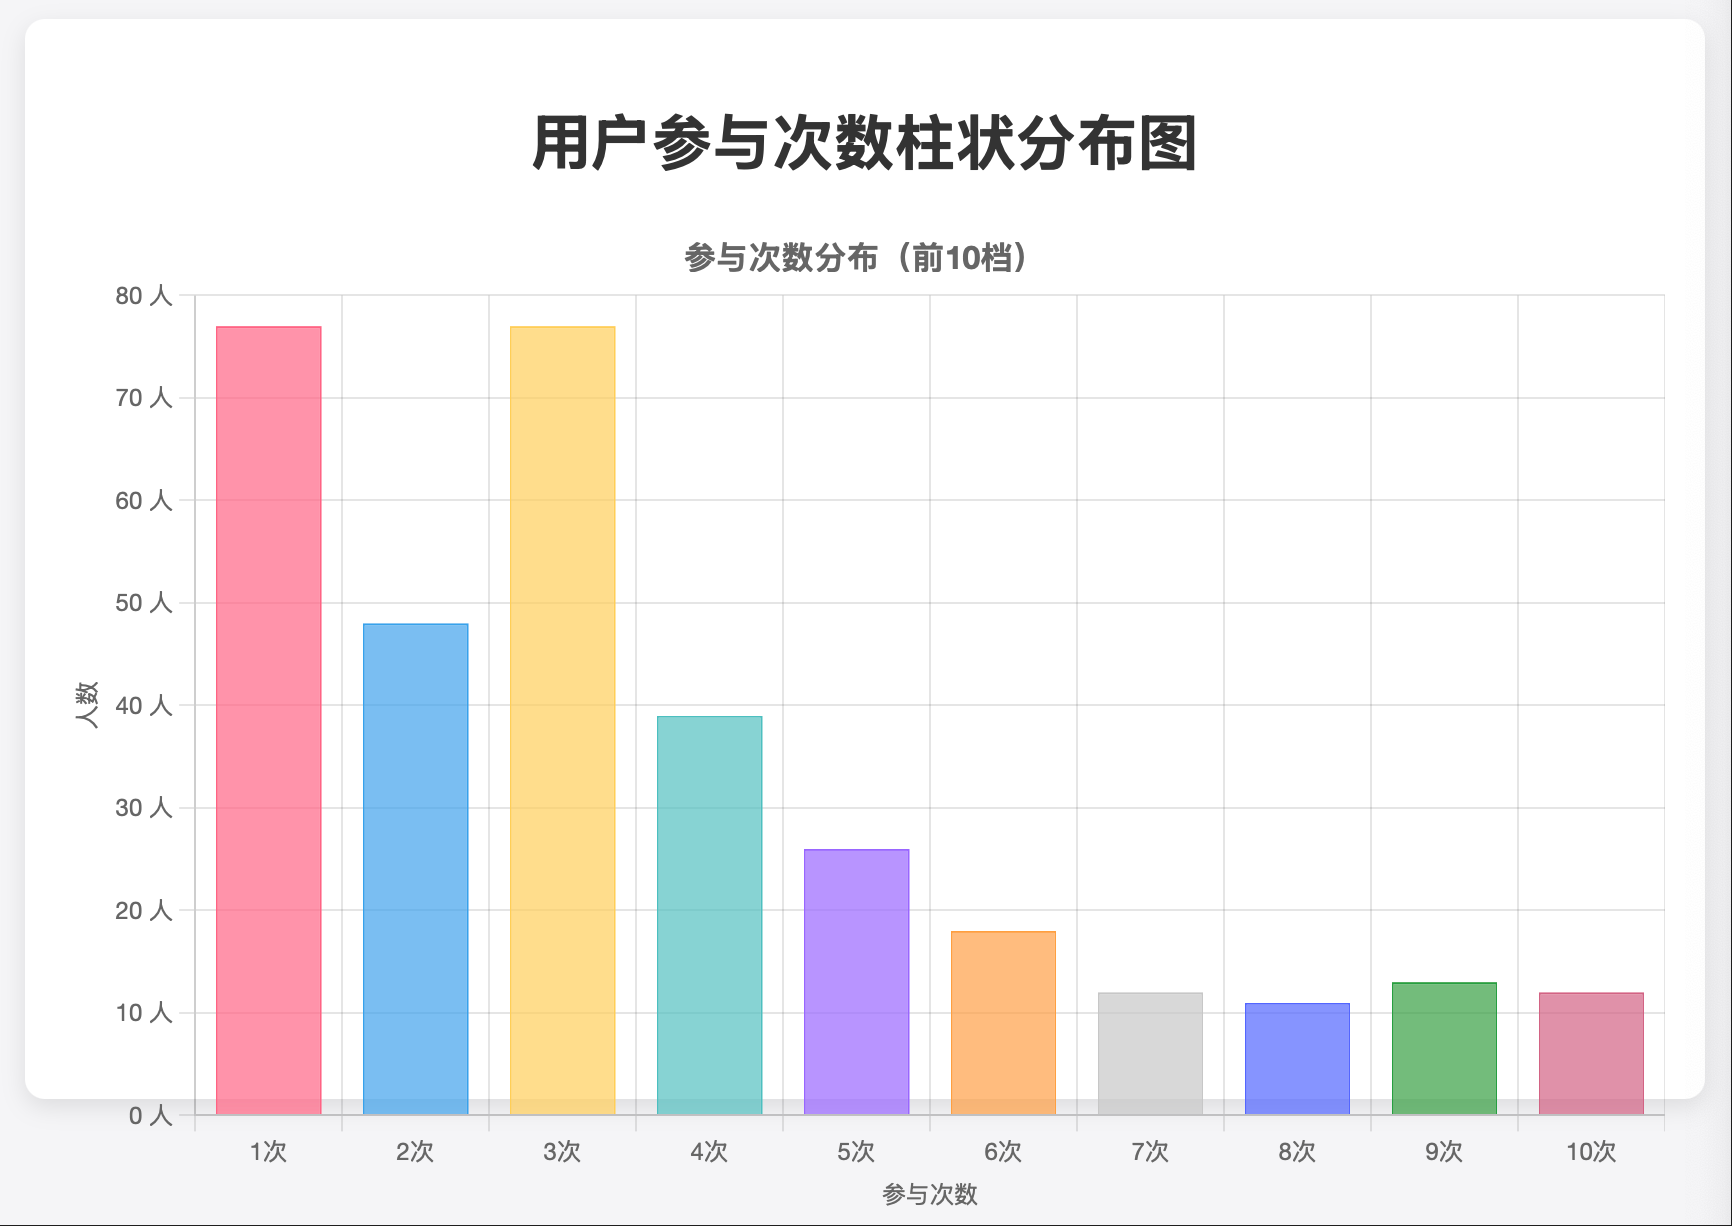 用户参与次数柱状分布图
参与次数分布（前10档）
80 人
70 人
60 人
50 人
40 人
30 人
20 人
10 人
0 人
人数
1次 2次 3次 4次 5次 6次 7次 8次 9次 10次
参与次数